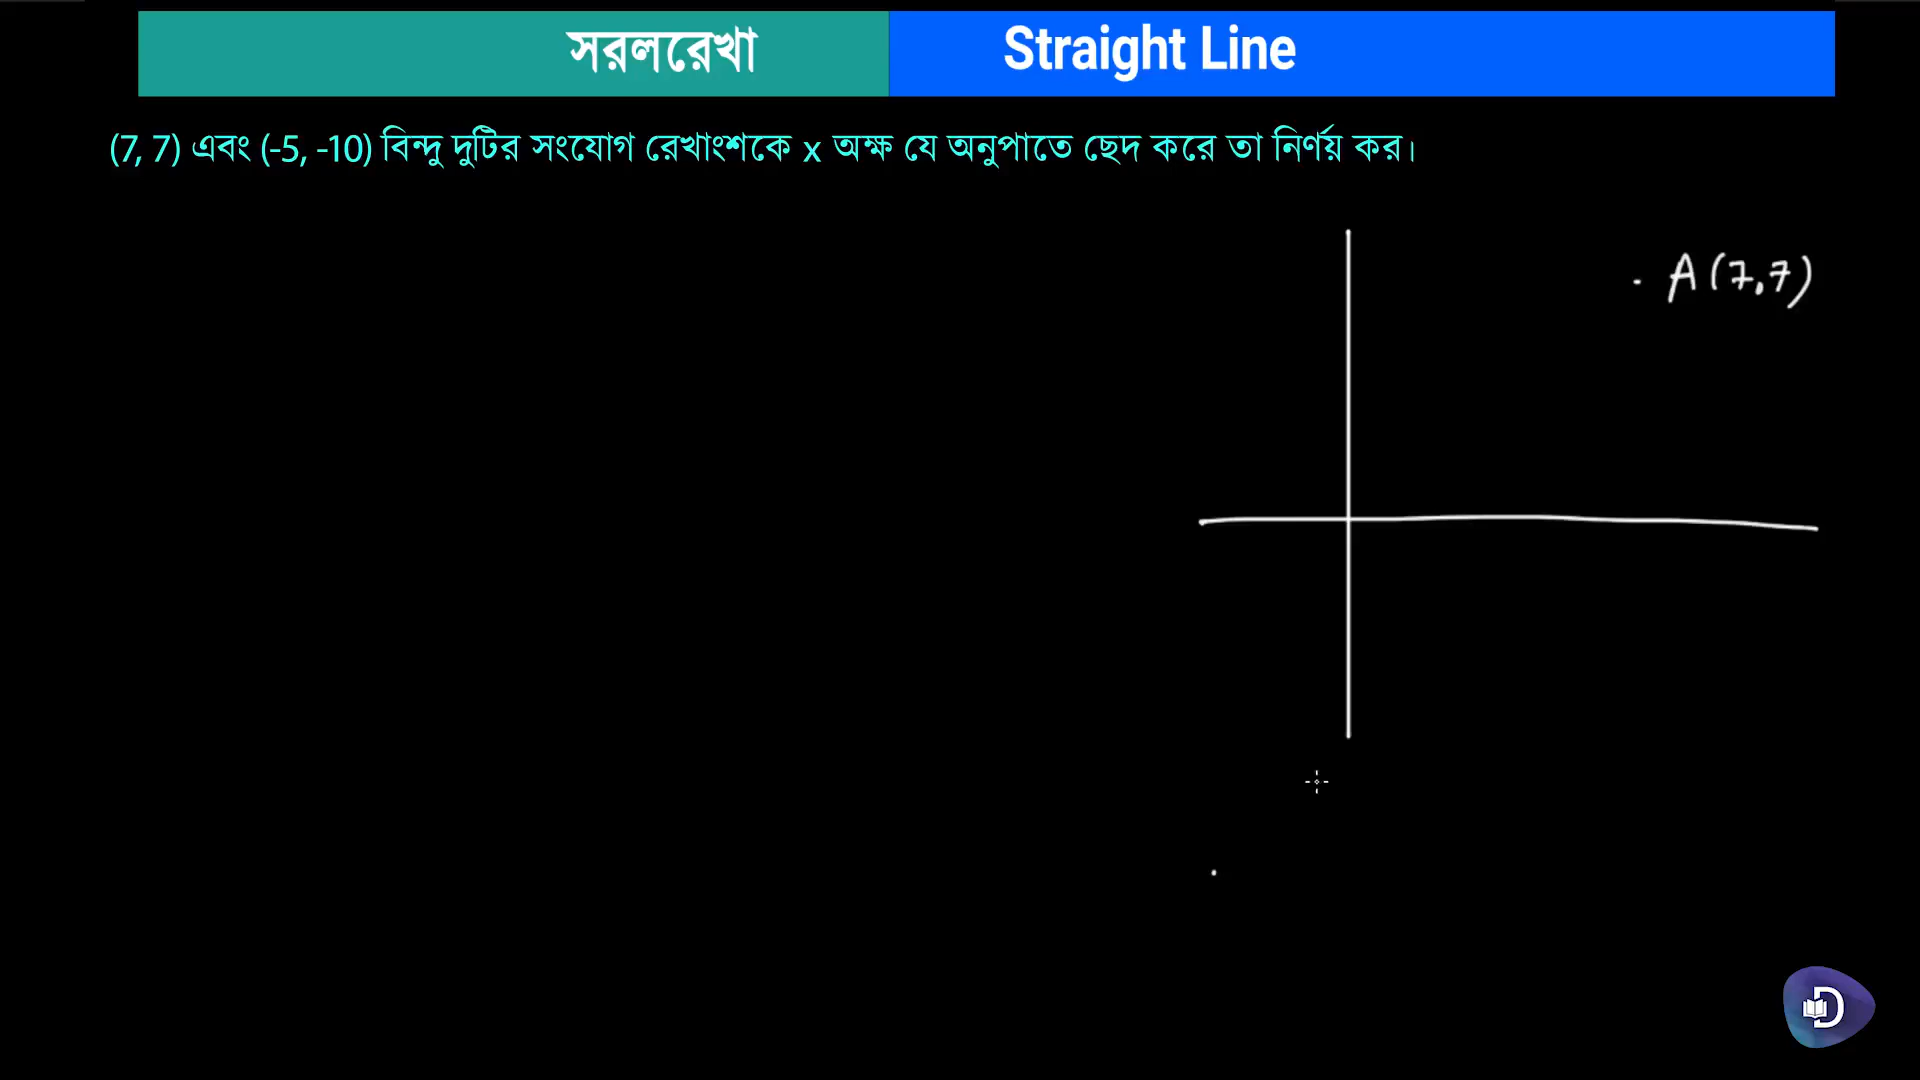 সরলরেখা Straight Line
(7, 7) এবং (-5, -10) বিন্দু দুটির সংযোগ রেখাংশকে x অক্ষ যে অনুপাতে ছেদ করে তা নির্ণয় কর।
A (7,7)
D